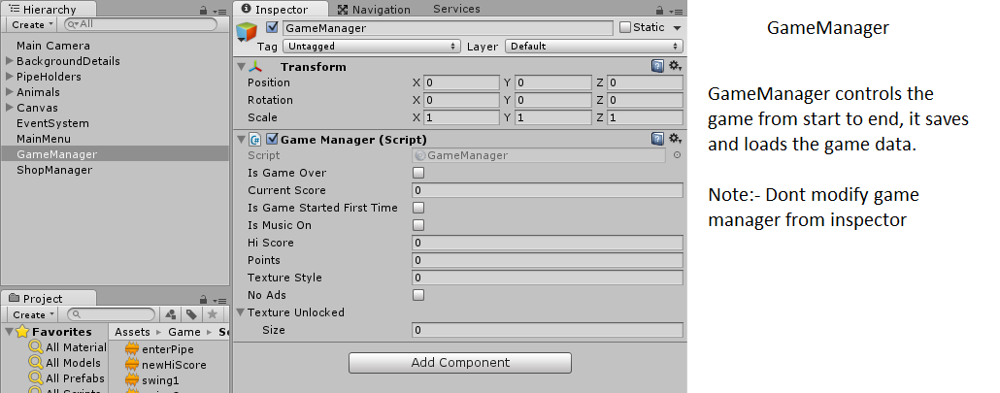 Hierarchy
Create
All
Main Camera
BackgroundDetails
PipeHolders
Animals
Canvas
EventSystem
MainMenu
GameManager
ShopManager
Project
Create
Favorites
All Material
All Models
All Prefabs
Assets Game
enterPipe
newHiScore
swing1
Inspector Navigation Services
GameManager Static
Tag Untagged Layer Default
Transform
Position X 0 Y 0 Z 0
Rotation X 0 Y 0 Z 0
Scale X 1 Y 1 Z 1
Game Manager (Script)
Script GameManager
Is Game Over
Current Score 0
Is Game Started First Time
Is Music On
Hi Score 0
Points 0
Texture Style 0
No Ads
Texture Unlocked
Size 0
Add Component
GameManager
GameManager controls the
game from start to end, it saves
and loads the game data.
Note:- Dont modify game
manager from inspector